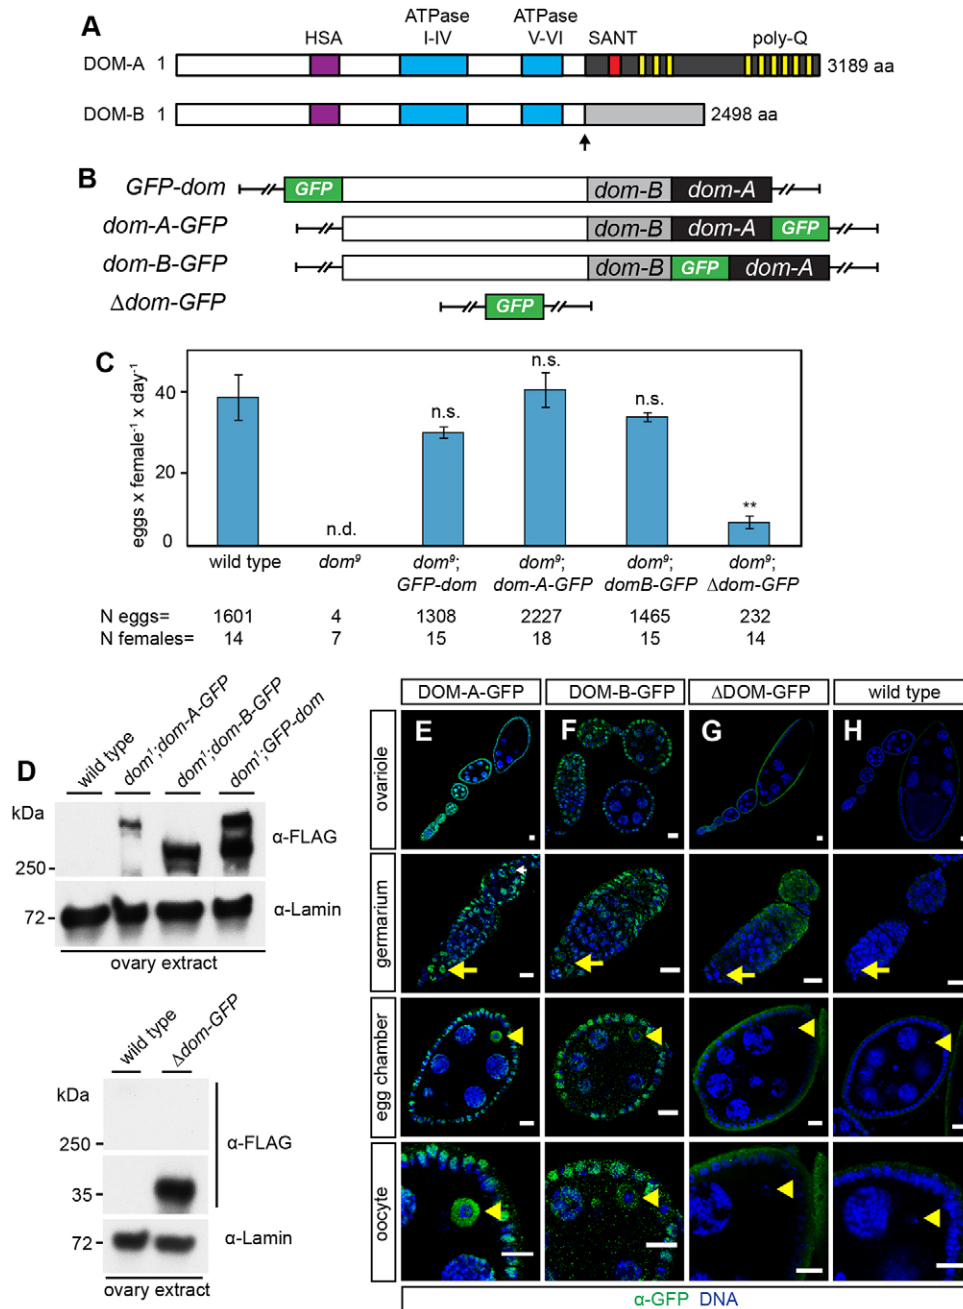 A
HSA
ATPase
I-IV
ATPase
V-VI
SANT
poly-Q
DOM-A 1
3189 aa
DOM-B 1
2498 aa
B
GFP-dom
GFP
dom-B
dom-A
dom-A-GFP
dom-B
dom-A
GFP
dom-B-GFP
dom-B
GFP
dom-A
Δdom-GFP
GFP
C
eggs x female⁻¹ x day⁻¹
40
20
0
n.d.
n.s.
n.s.
n.s.
**
wild type
dom⁹
dom⁹;
GFP-dom
dom⁹;
dom-A-GFP
dom⁹;
domB-GFP
dom⁹;
Δdom-GFP
N eggs= 1601 4 1308 2227 1465 232
N females= 14 7 15 18 15 14
D
wild type
dom¹;dom-A-GFP
dom¹;dom-B-GFP
dom¹;GFP-dom
kDa
250
α-FLAG
72
α-Lamin
ovary extract
wild type
Δdom-GFP
kDa
250
35
α-FLAG
72
α-Lamin
ovary extract
DOM-A-GFP
DOM-B-GFP
ΔDOM-GFP
wild type
E
F
G
H
ovariole
germarium
egg chamber
oocyte
α-GFP DNA